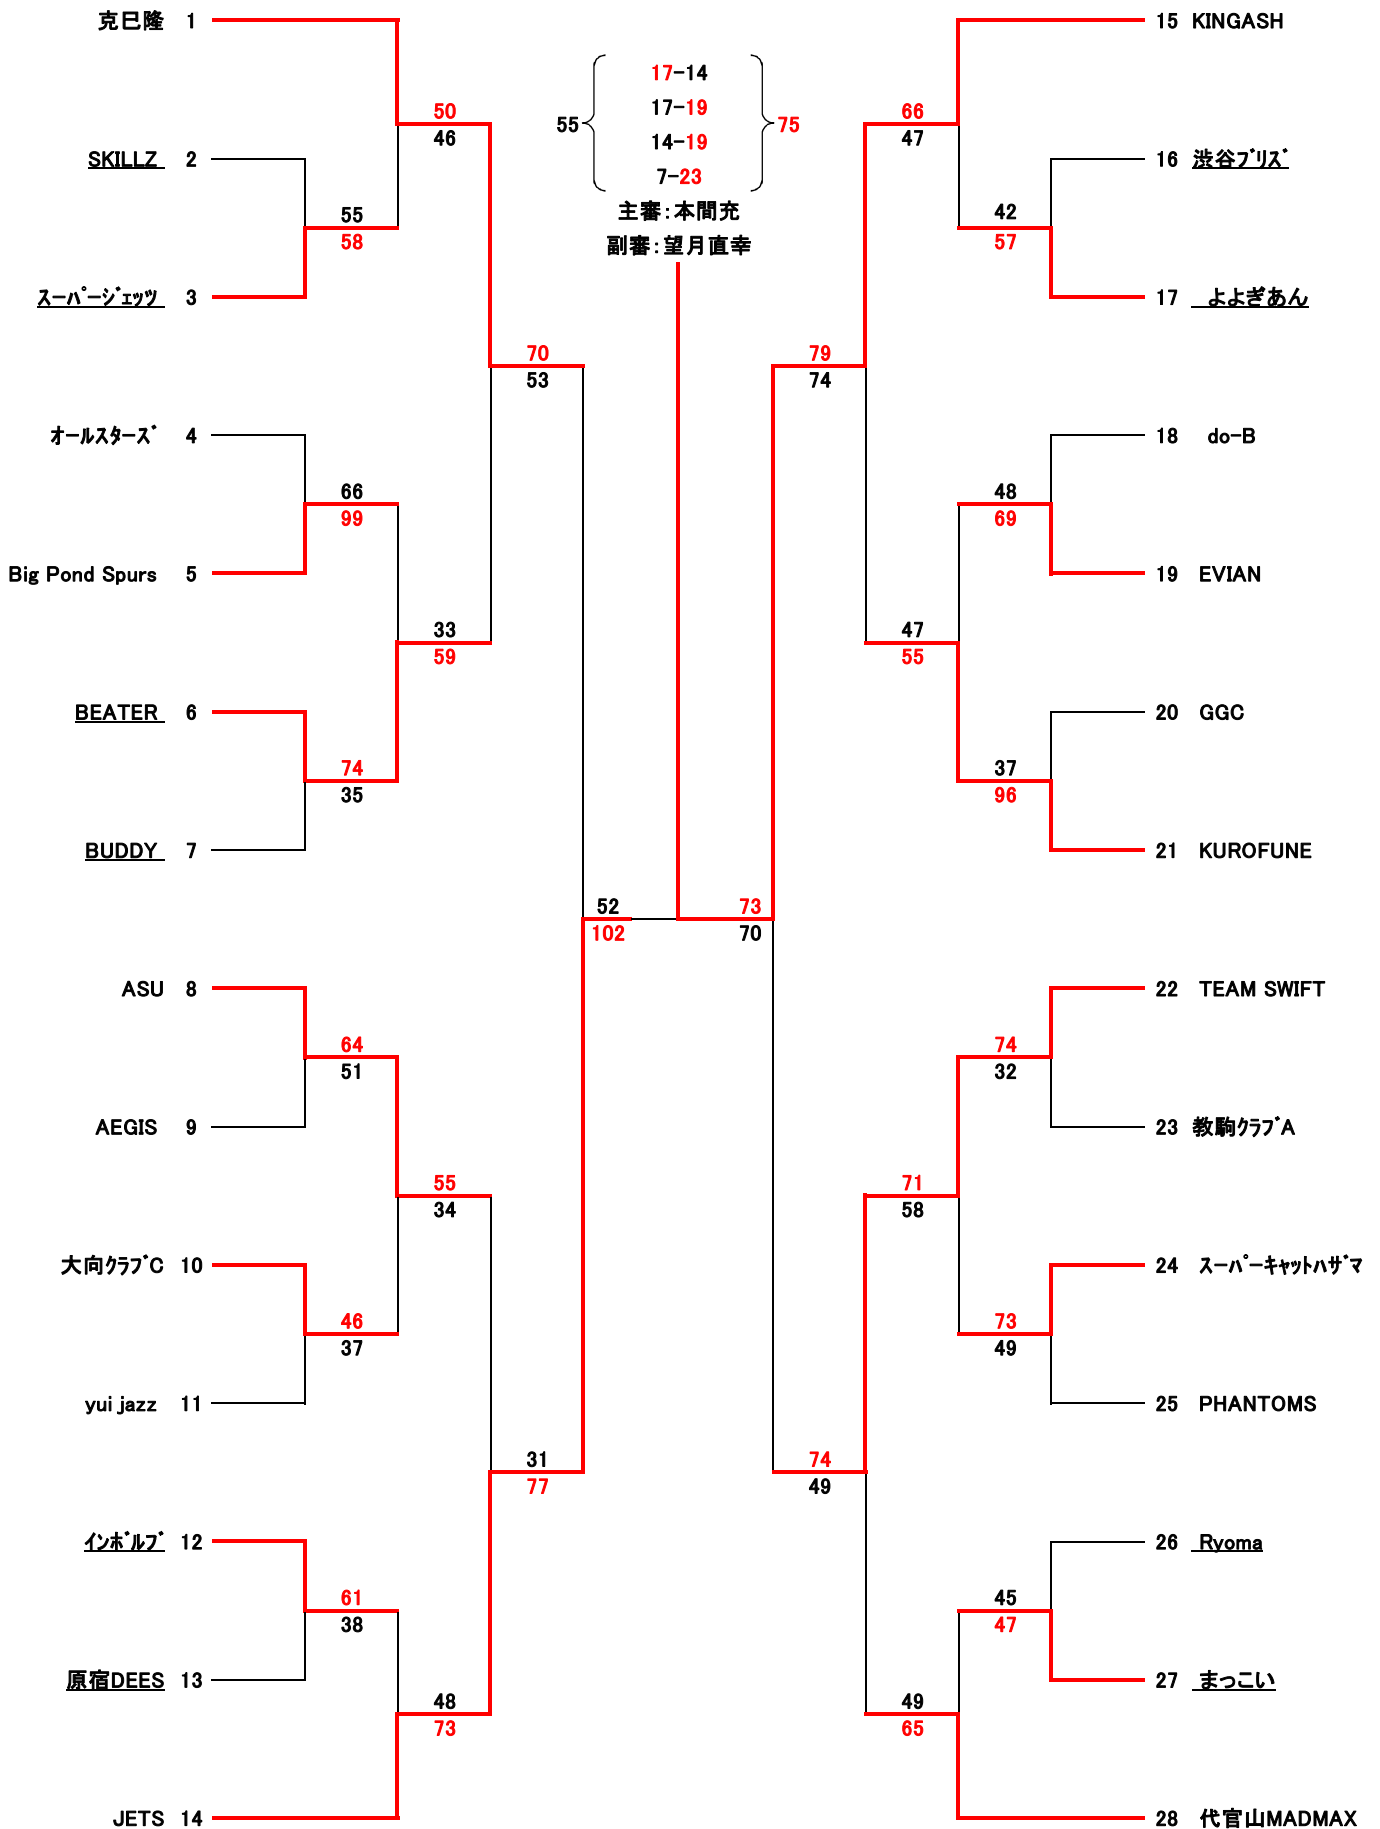 克巳隆 1
50
46
SKILLZ 2
55
58
スーパージェッツ 3
70
53
オールスターズ 4
66
99
Big Pond Spurs 5
33
59
BEATER 6
74
35
BUDDY 7
52
102
ASU 8
64
51
AEGIS 9
55
34
大向クラブC 10
46
37
yui jazz 11
31
77
インボルブ 12
61
38
原宿DEES 13
48
73
JETS 14
17-14
17-19
55 75
14-19
7-23
主審:本間充
副審:望月直幸
15 KINGASH
66
47
16 渋谷ブリズ
42
57
17 よよぎあん
79
74
18 do-B
48
69
19 EVIAN
47
55
20 GGC
37
96
21 KUROFUNE
73
70
22 TEAM SWIFT
74
32
23 教駒クラブA
71
58
24 スーパーキャットハザマ
73
49
25 PHANTOMS
74
49
26 Ryoma
45
47
27 まっこい
49
65
28 代官山MADMAX